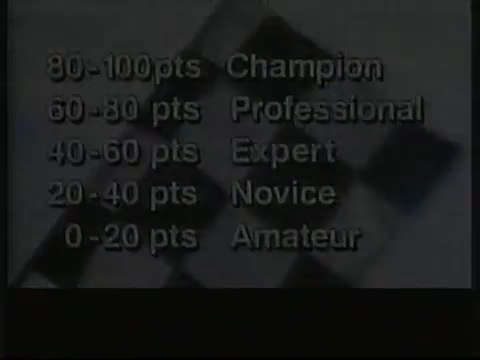 80-100pts Champion
60-80 pts Professional
40-60 pts Expert
20-40 pts Novice
0-20 pts Amateur